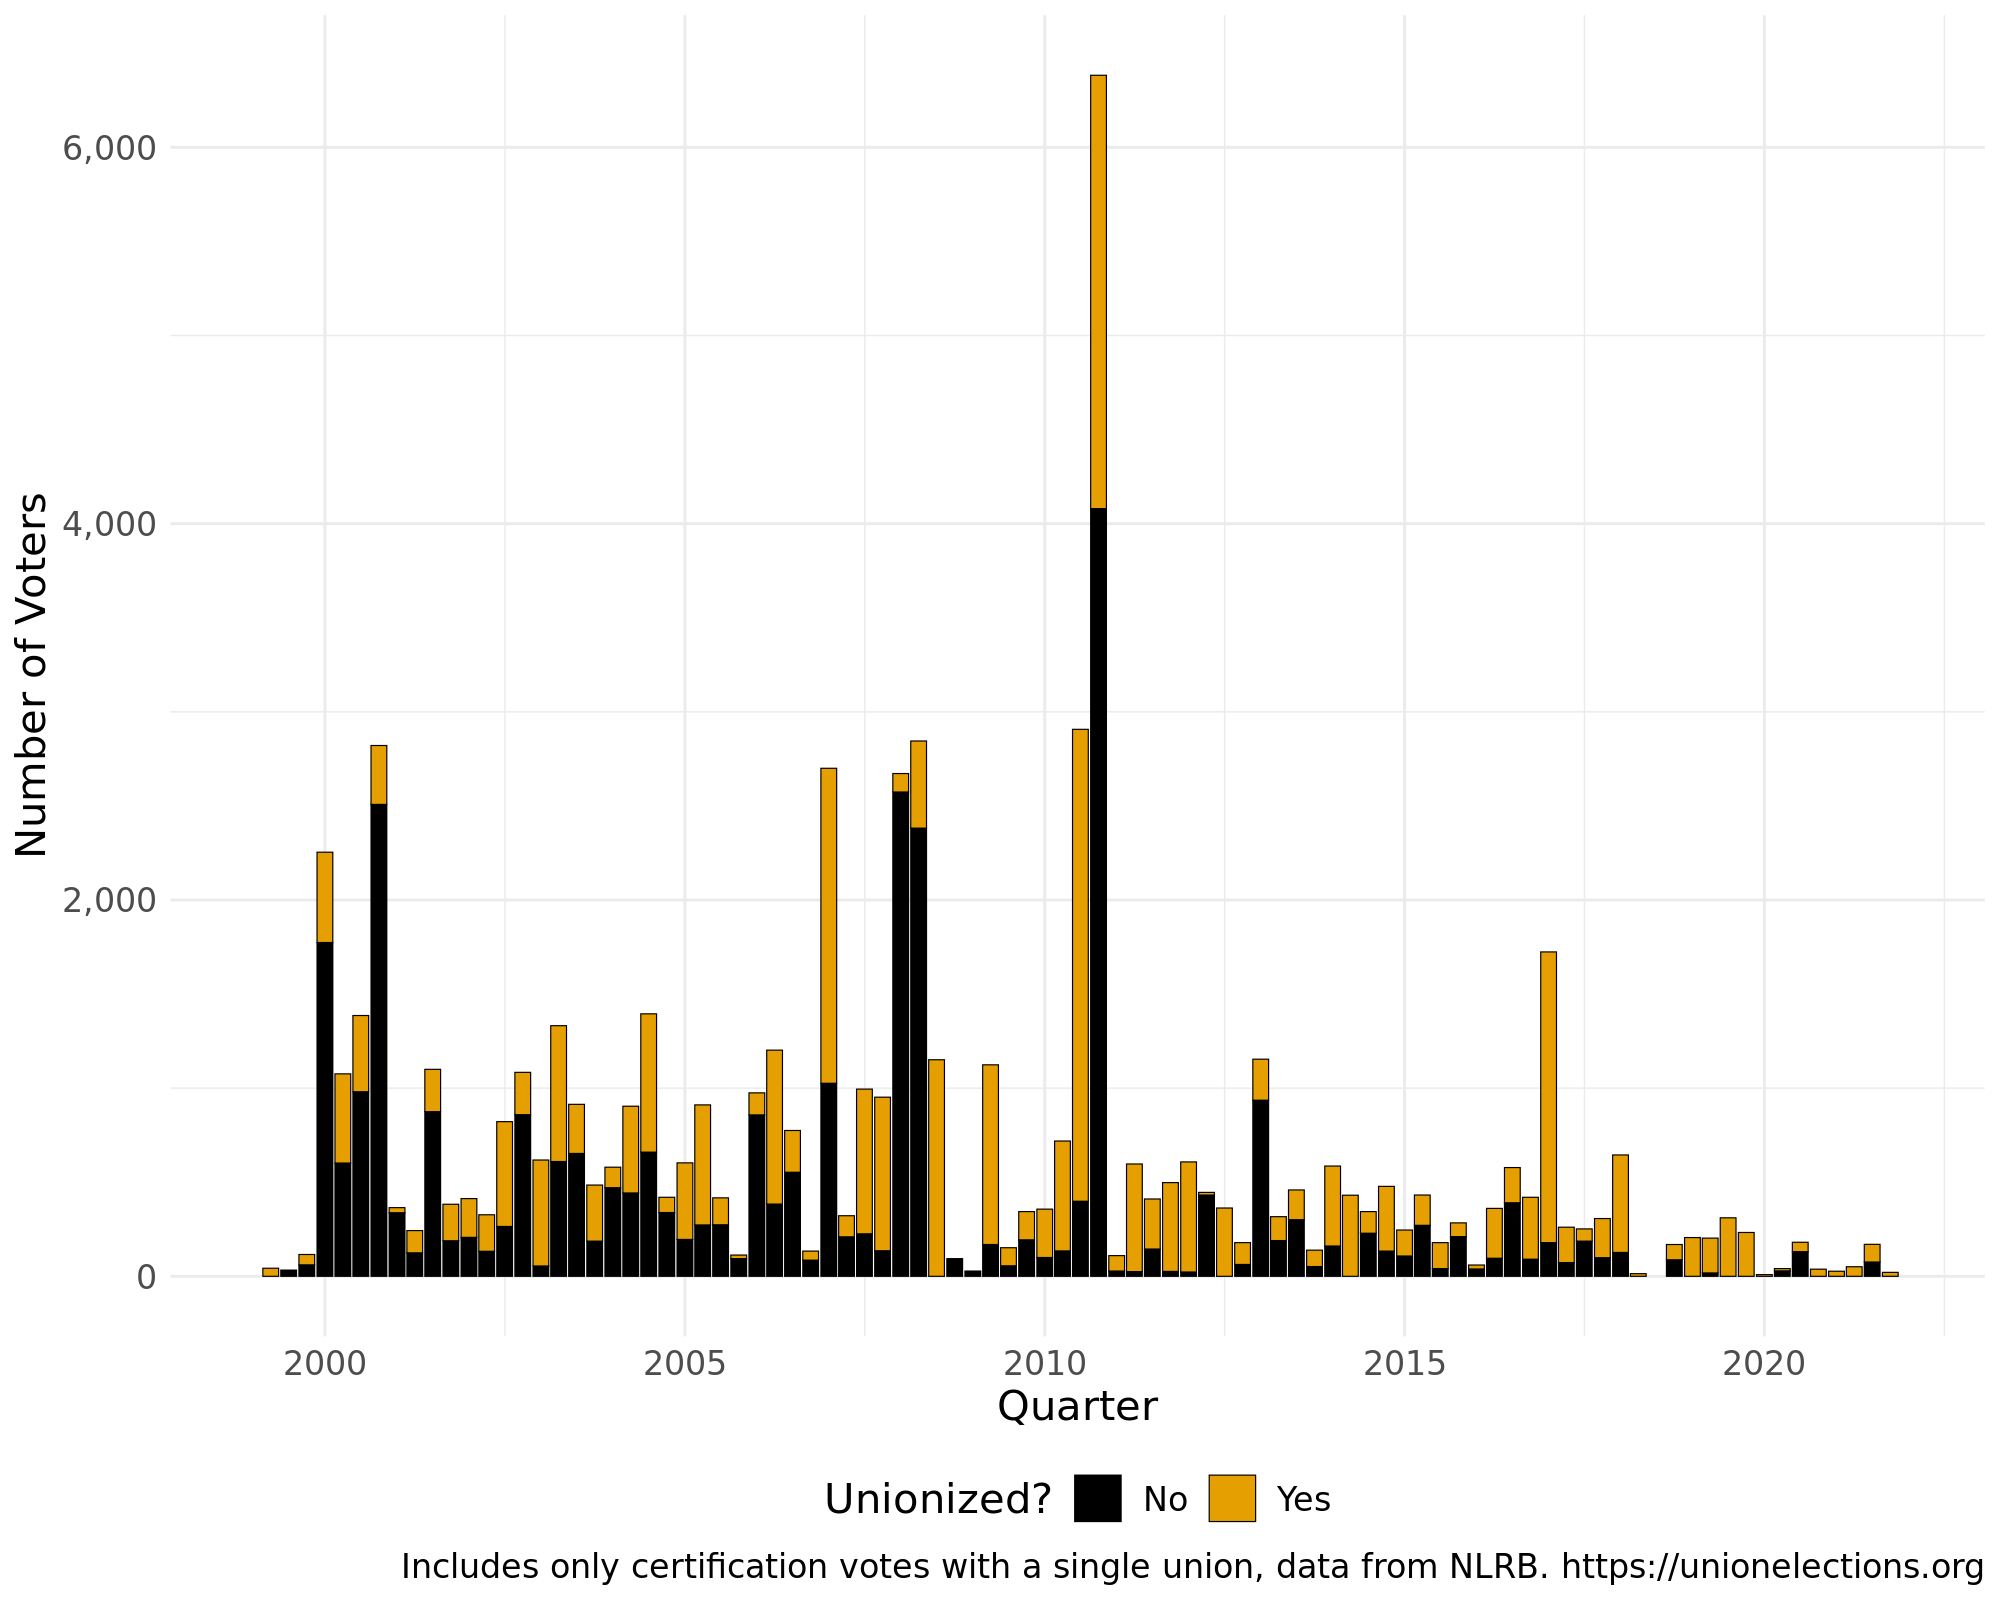 6,000
4,000
2,000
0
Number of Voters
2000 2005 2010 2015 2020
Quarter
Unionized? No Yes
Includes only certification votes with a single union, data from NLRB. https://unionelections.org